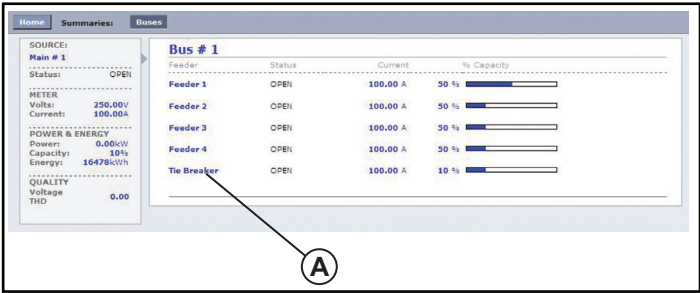 Home Summaries: Buses
SOURCE:
Main # 1
Status: OPEN
METER
Volts: 250.00V
Current: 100.00A
POWER & ENERGY
Power: 0.00kW
Capacity: 10%
Energy: 16478kWh
QUALITY
Voltage THD 0.00
Bus # 1
Feeder Status Current % Capacity
Feeder 1 OPEN 100.00 A 50 %
Feeder 2 OPEN 100.00 A 50 %
Feeder 3 OPEN 100.00 A 50 %
Feeder 4 OPEN 100.00 A 50 %
Tie Breaker OPEN 100.00 A 10 %
A